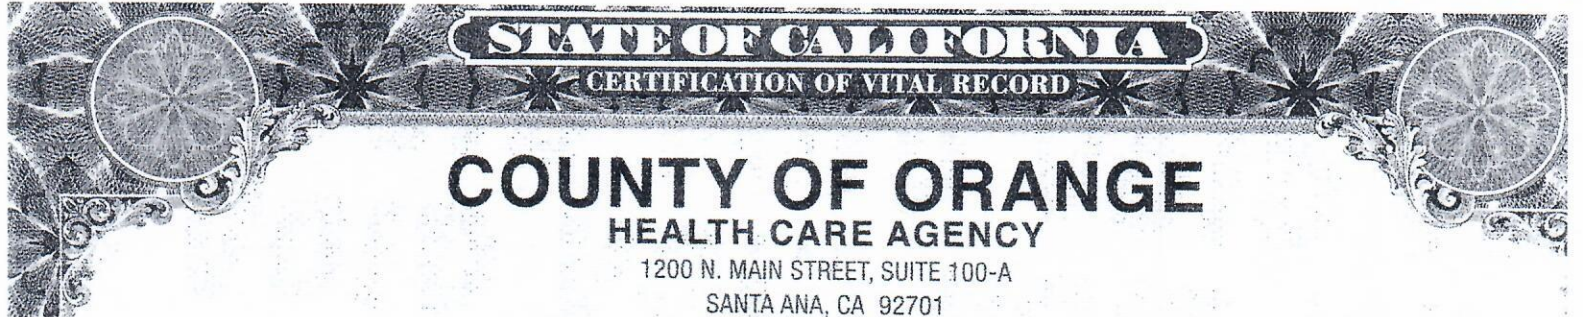 STATE OF CALIFORNIA
CERTIFICATION OF VITAL RECORD
COUNTY OF ORANGE
HEALTH CARE AGENCY
1200 N. MAIN STREET, SUITE 100-A
SANTA ANA, CA 92701